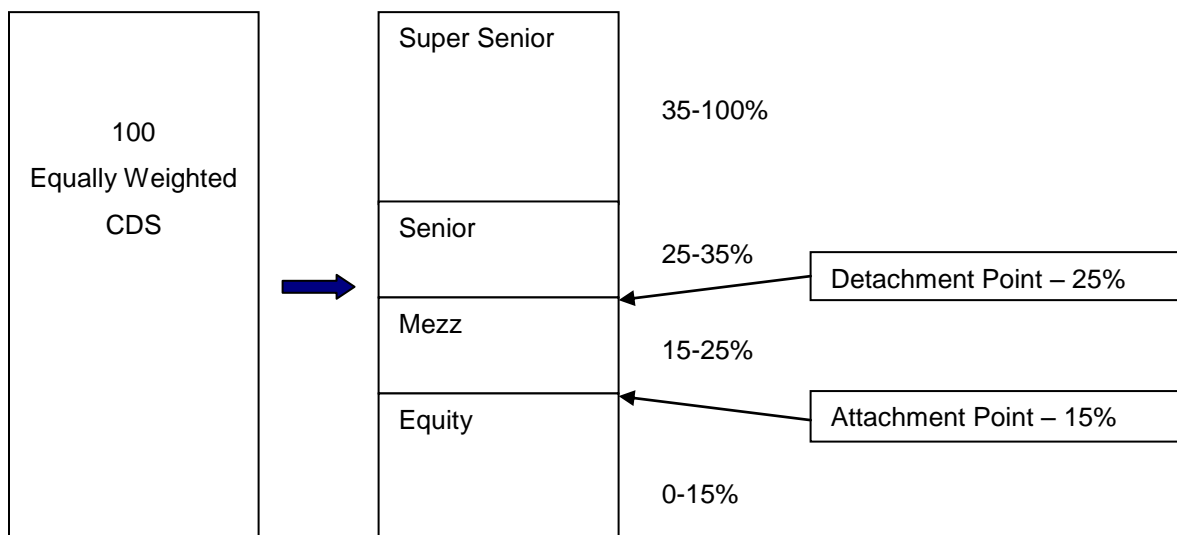 100
Equally Weighted
CDS
Super Senior
35-100%
Senior
25-35%
Detachment Point – 25%
Mezz
15-25%
Equity
Attachment Point – 15%
0-15%